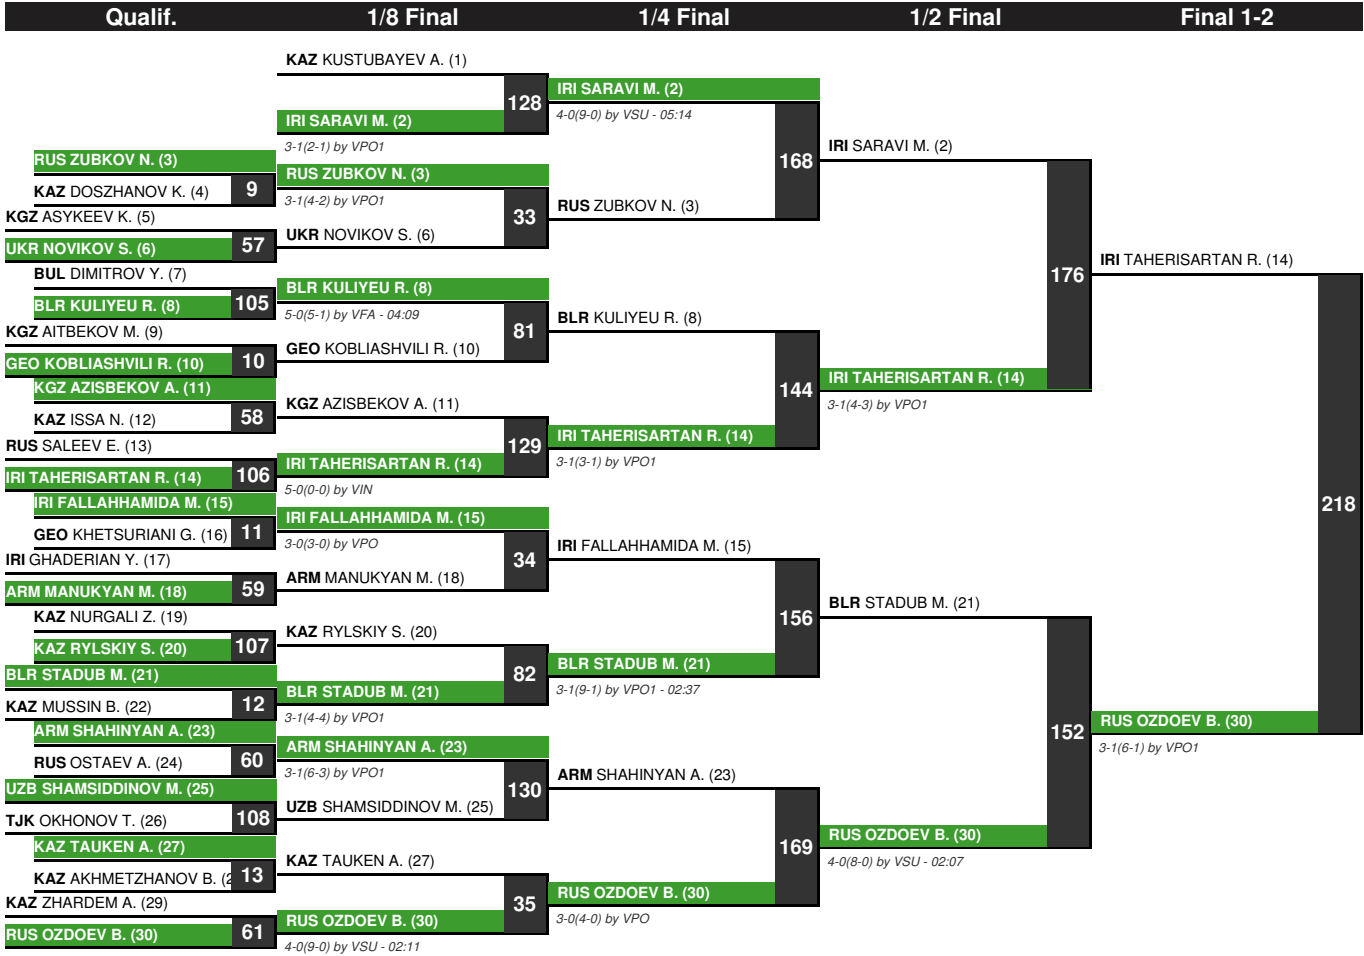 Qualif.
1/8 Final
1/4 Final
1/2 Final
Final 1-2
RUS ZUBKOV N. (3)
KAZ DOSZHANOV K. (4)
9
KGZ ASYKEEV K. (5)
UKR NOVIKOV S. (6)
57
BUL DIMITROV Y. (7)
BLR KULIYEU R. (8)
105
KGZ AITBEKOV M. (9)
GEO KOBLIASHVILI R. (10)
10
KGZ AZISBEKOV A. (11)
KAZ ISSA N. (12)
58
RUS SALEEV E. (13)
IRI TAHERISARTAN R. (14)
106
IRI FALLAHHAMIDA M. (15)
GEO KHETSURIANI G. (16)
11
IRI GHADERIAN Y. (17)
ARM MANUKYAN M. (18)
59
KAZ NURGALI Z. (19)
KAZ RYLSKIY S. (20)
107
BLR STADUB M. (21)
KAZ MUSSIN B. (22)
12
ARM SHAHINYAN A. (23)
RUS OSTAEV A. (24)
60
UZB SHAMSIDDINOV M. (25)
TJK OKHONOV T. (26)
108
KAZ TAUKEN A. (27)
KAZ AKHMETZHANOV B.
13
KAZ ZHARDEM A. (29)
RUS OZDOEV B. (30)
61
KAZ KUSTUBAYEV A. (1)
IRI SARAVI M. (2)
128
3-1(2-1) by VPO1
RUS ZUBKOV N. (3)
3-1(4-2) by VPO1
UKR NOVIKOV S. (6)
33
BLR KULIYEU R. (8)
5-0(5-1) by VFA - 04:09
GEO KOBLIASHVILI R. (10)
81
KGZ AZISBEKOV A. (11)
IRI TAHERISARTAN R. (14)
129
5-0(0-0) by VIN
IRI FALLAHHAMIDA M. (15)
3-0(3-0) by VPO
ARM MANUKYAN M. (18)
34
KAZ RYLSKIY S. (20)
BLR STADUB M. (21)
82
3-1(4-4) by VPO1
ARM SHAHINYAN A. (23)
3-1(6-3) by VPO1
UZB SHAMSIDDINOV M. (25)
130
KAZ TAUKEN A. (27)
RUS OZDOEV B. (30)
35
4-0(9-0) by VSU - 02:11
IRI SARAVI M. (2)
4-0(9-0) by VSU - 05:14
RUS ZUBKOV N. (3)
168
BLR KULIYEU R. (8)
IRI TAHERISARTAN R. (14)
144
3-1(3-1) by VPO1
IRI FALLAHHAMIDA M. (15)
BLR STADUB M. (21)
156
3-1(9-1) by VPO1 - 02:37
ARM SHAHINYAN A. (23)
RUS OZDOEV B. (30)
169
3-0(4-0) by VPO
IRI SARAVI M. (2)
IRI TAHERISARTAN R. (14)
176
3-1(4-3) by VPO1
BLR STADUB M. (21)
RUS OZDOEV B. (30)
152
4-0(8-0) by VSU - 02:07
IRI TAHERISARTAN R. (14)
RUS OZDOEV B. (30)
218
3-1(6-1) by VPO1